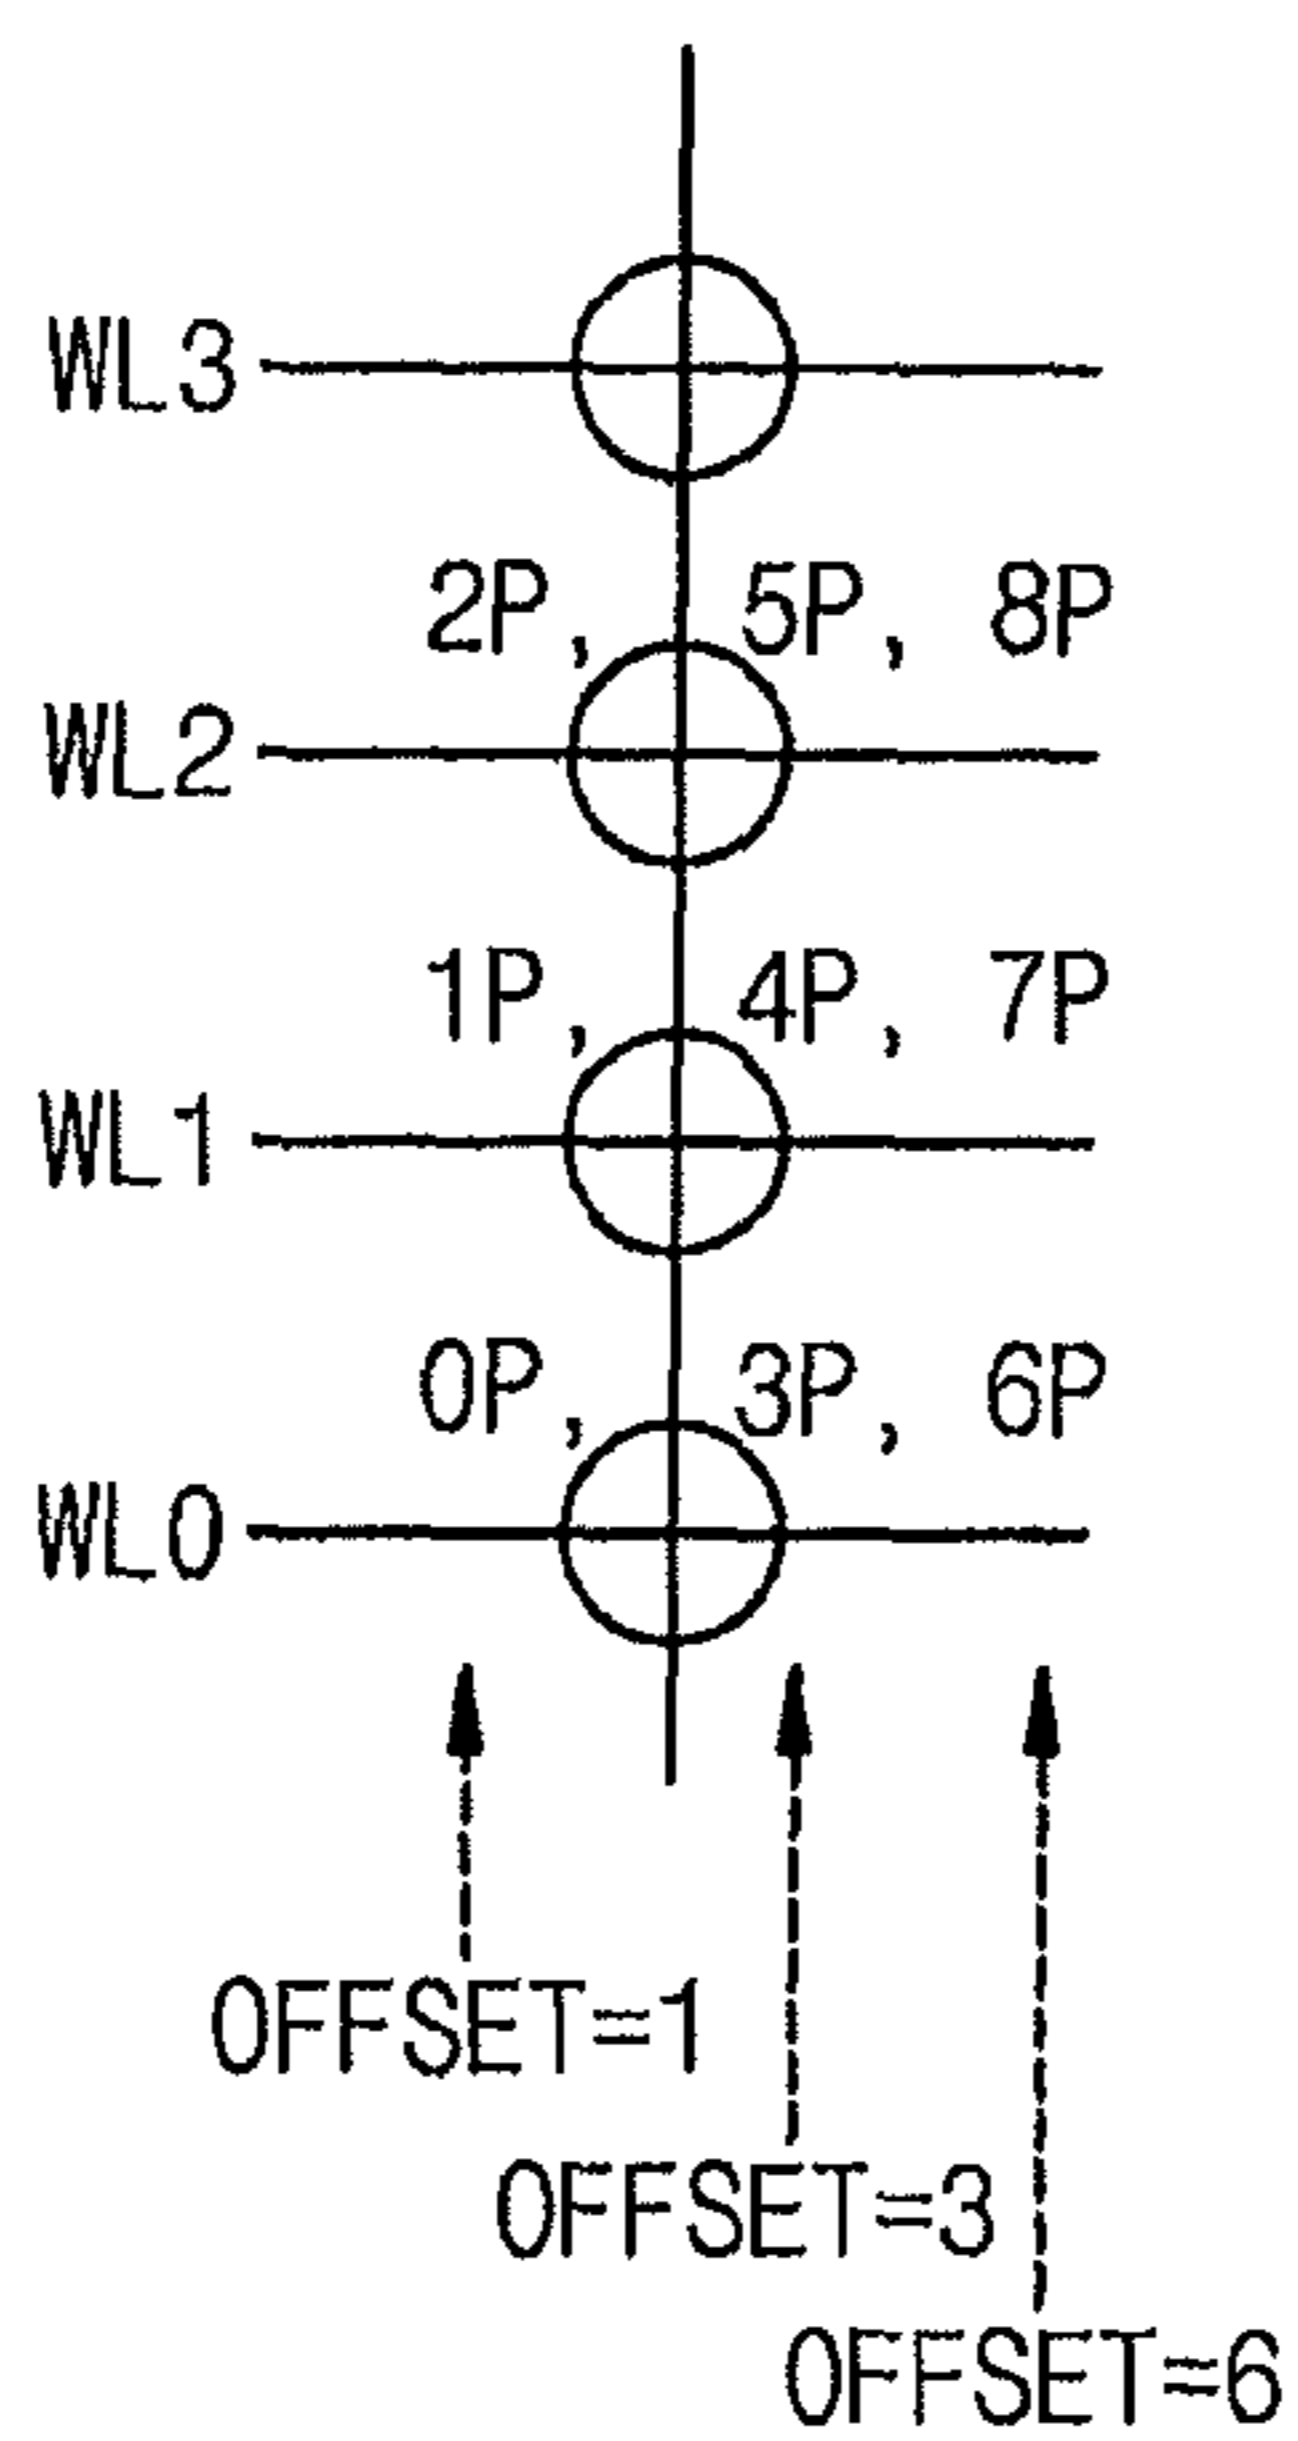 WL3
2P, 5P, 8P
WL2
1P, 4P, 7P
WL1
0P, 3P, 6P
WL0
OFFSET=1
OFFSET=3
OFFSET=6